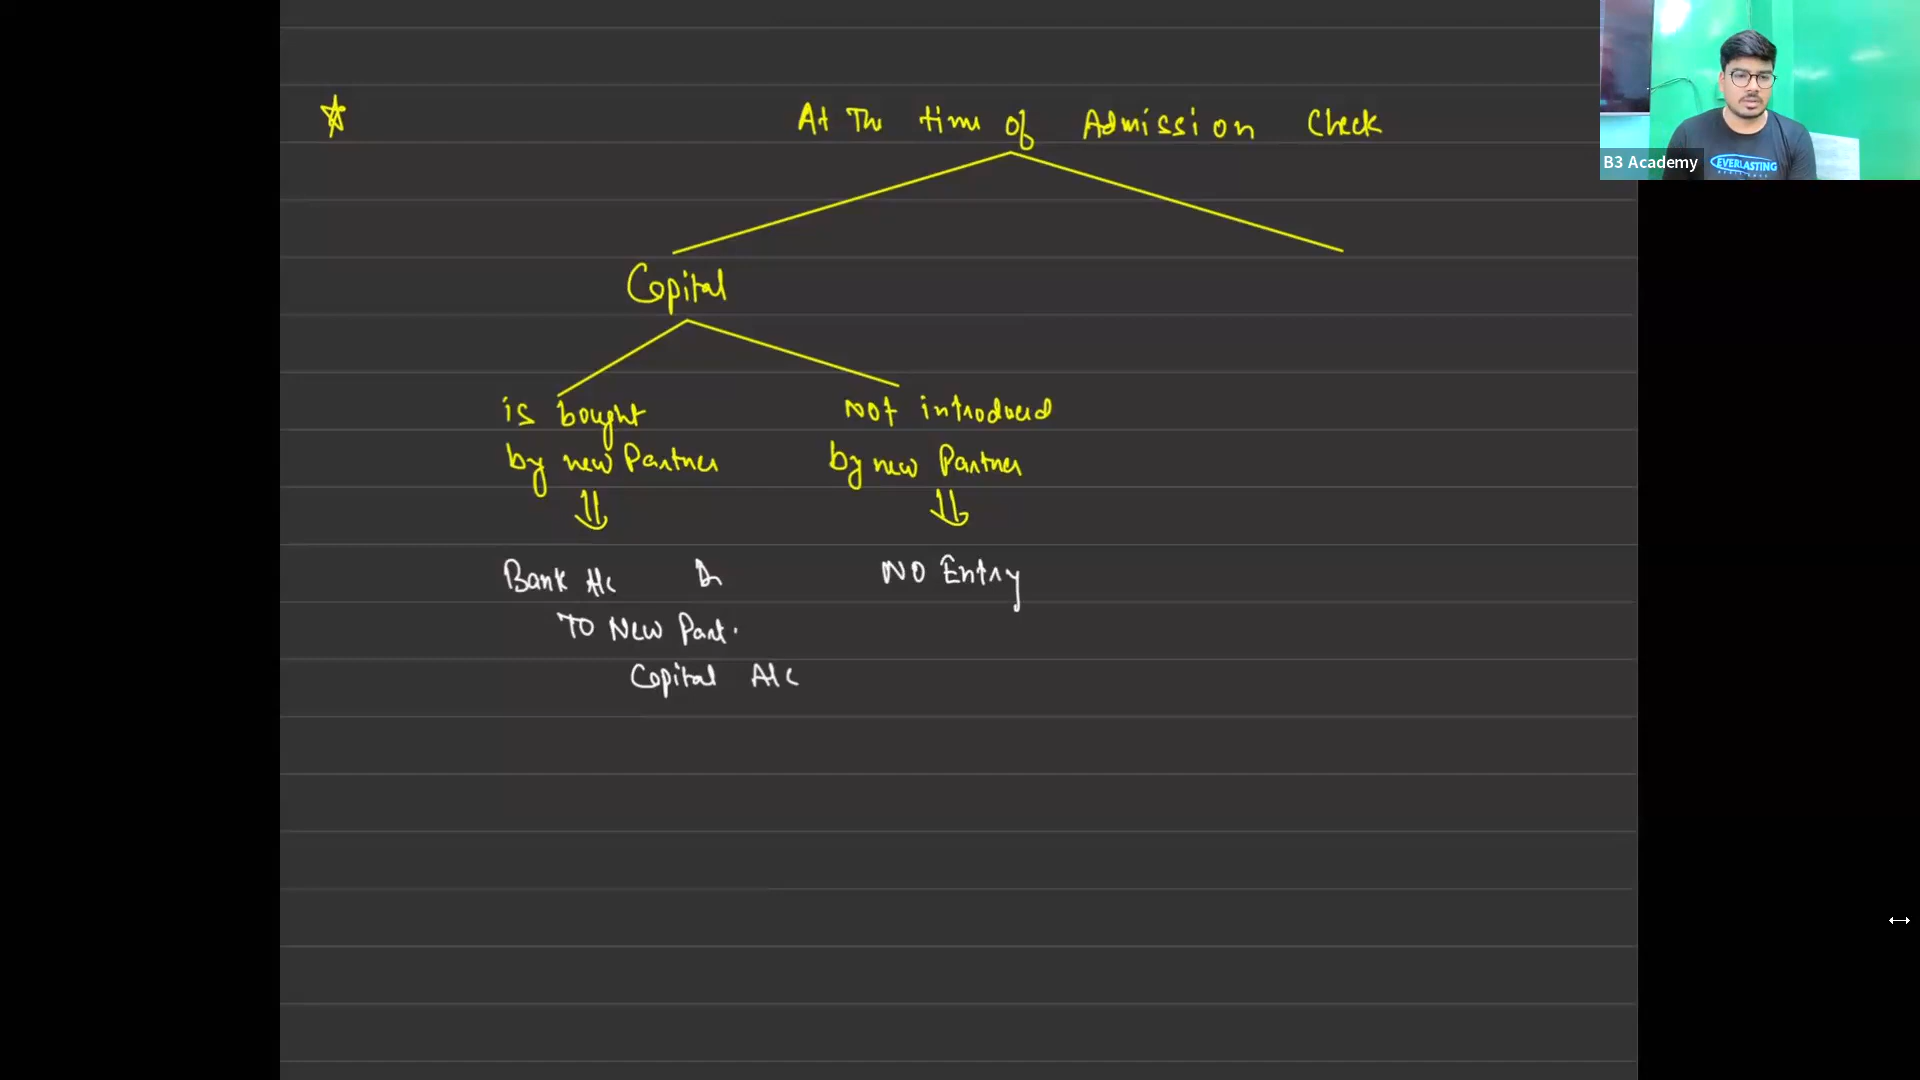 At The time of Admission Check
Capital
is bought
by new Partner
Not introduced
by new Partner
Bank A/c Dr
TO New Part.
Capital A/c
NO Entry
B3 Academy
EVERLASTING